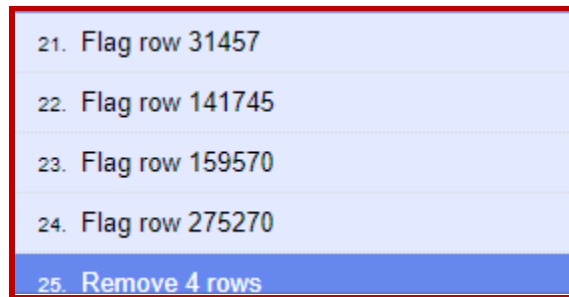 21. Flag row 31457
22. Flag row 141745
23. Flag row 159570
24. Flag row 275270
25. Remove 4 rows